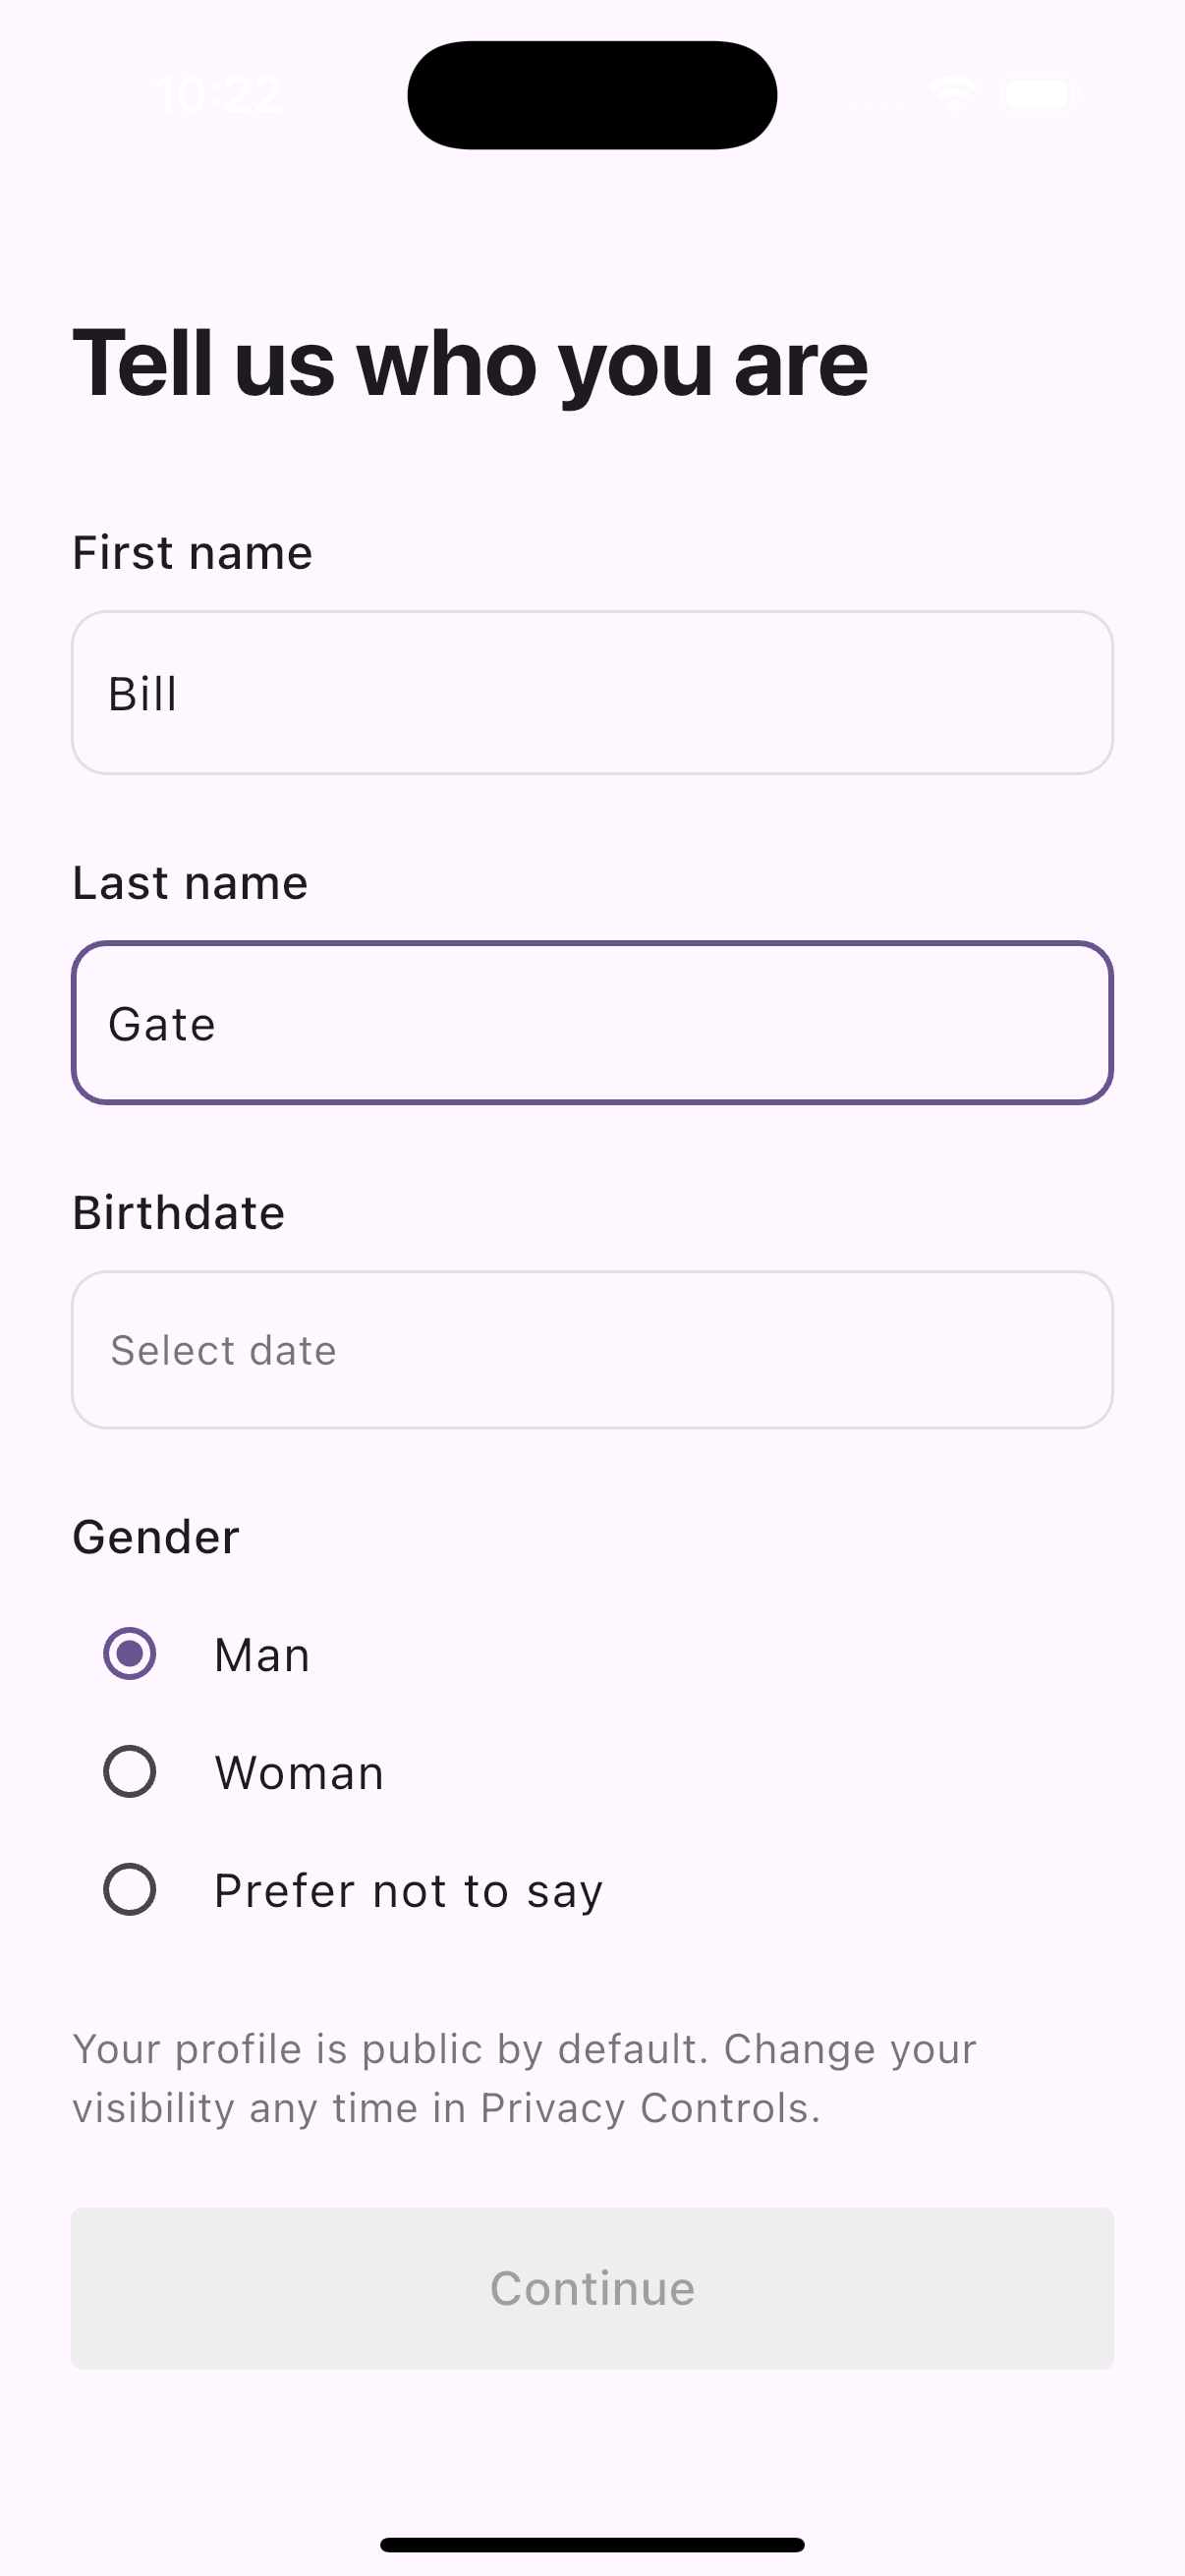 10:22
Tell us who you are
First name
Bill
Last name
Gate
Birthdate
Select date
Gender
Man
Woman
Prefer not to say
Your profile is public by default. Change your
visibility any time in Privacy Controls.
Continue